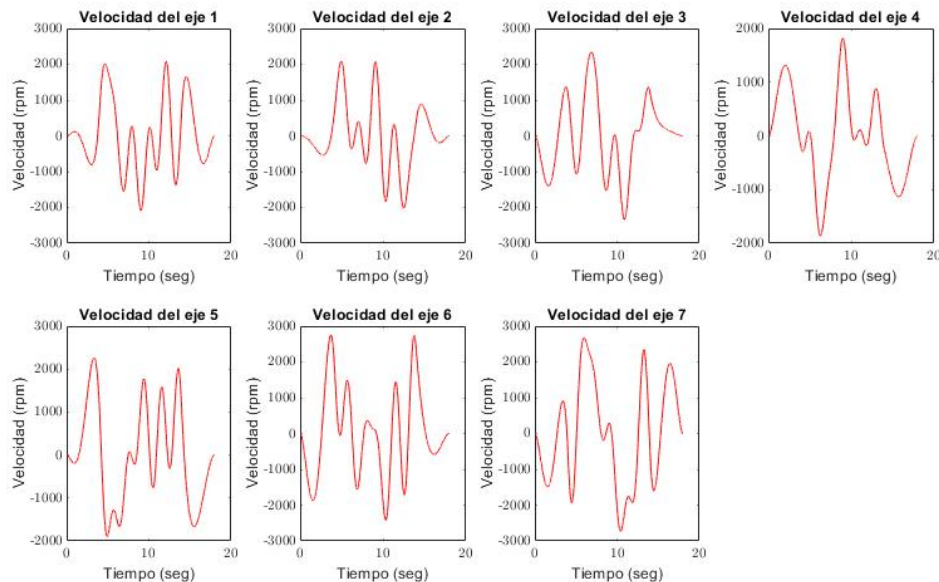 Velocidad del eje 1
3000
2000
1000
0
-1000
-2000
-3000
Velocidad (rpm)
0 10 20
Tiempo (seg)
Velocidad del eje 2
3000
2000
1000
0
-1000
-2000
-3000
Velocidad (rpm)
0 10 20
Tiempo (seg)
Velocidad del eje 3
3000
2000
1000
0
-1000
-2000
-3000
Velocidad (rpm)
0 10 20
Tiempo (seg)
Velocidad del eje 4
2000
1000
0
-1000
-2000
Velocidad (rpm)
0 10 20
Tiempo (seg)
Velocidad del eje 5
3000
2000
1000
0
-1000
-2000
Velocidad (rpm)
0 10 20
Tiempo (seg)
Velocidad del eje 6
3000
2000
1000
0
-1000
-2000
-3000
Velocidad (rpm)
0 10 20
Tiempo (seg)
Velocidad del eje 7
3000
2000
1000
0
-1000
-2000
-3000
Velocidad (rpm)
0 10 20
Tiempo (seg)